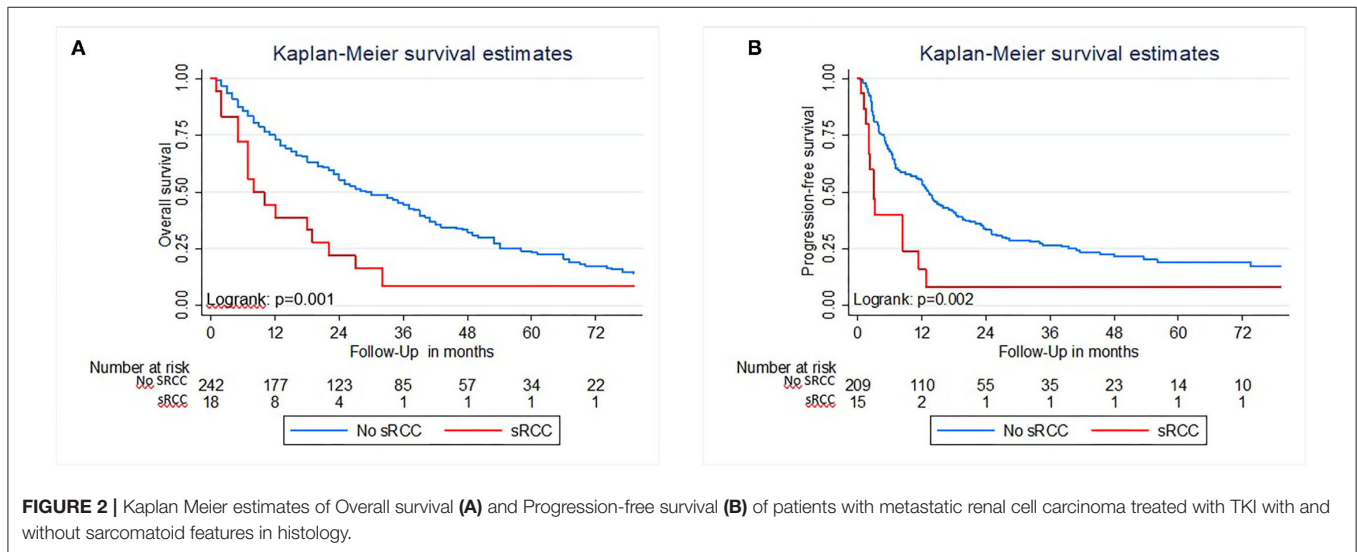 A
Kaplan-Meier survival estimates
Overall survival
1.00
0.75
0.50
0.25
0.00
Logrank: p=0.001
0 12 24 36 48 60 72
Follow-Up in months
Number at risk
No SRCC 242 177 123 85 57 34 22
sRCC 18 8 4 1 1 1 1
No sRCC sRCC
B
Kaplan-Meier survival estimates
Progression-free survival
1.00
0.75
0.50
0.25
0.00
Logrank: p=0.002
0 12 24 36 48 60 72
Follow-Up in months
Number at risk
No SRCC 209 110 55 35 23 14 10
sRCC 15 2 1 1 1 1 1
No sRCC sRCC
FIGURE 2 | Kaplan Meier estimates of Overall survival (A) and Progression-free survival (B) of patients with metastatic renal cell carcinoma treated with TKI with and
without sarcomatoid features in histology.